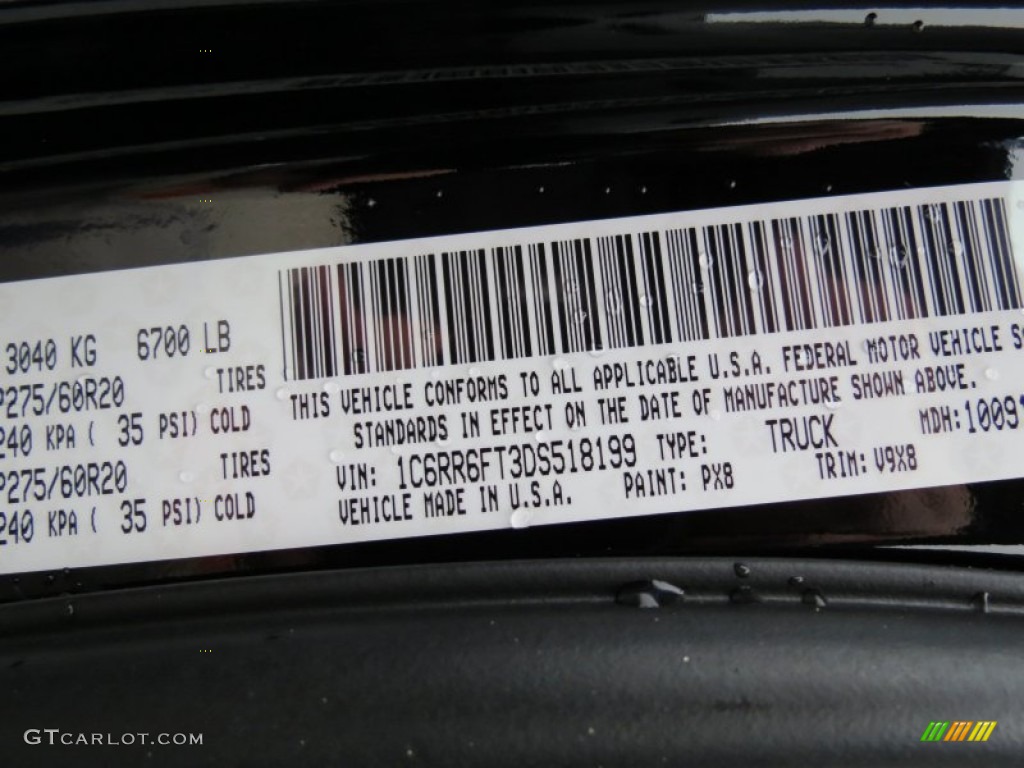 3040 KG 6700 LB
P275/60R20 TIRES
240 KPA ( 35 PSI) COLD
P275/60R20 TIRES
240 KPA ( 35 PSI) COLD
THIS VEHICLE CONFORMS TO ALL APPLICABLE U.S.A. FEDERAL MOTOR VEHICLE S
STANDARDS IN EFFECT ON THE DATE OF MANUFACTURE SHOWN ABOVE.
VIN: 1C6RR6FT3DS518199 TYPE: TRUCK MDH:10091
VEHICLE MADE IN U.S.A. PAINT: PX8 TRIM: V9X8
GTCARLOT.COM